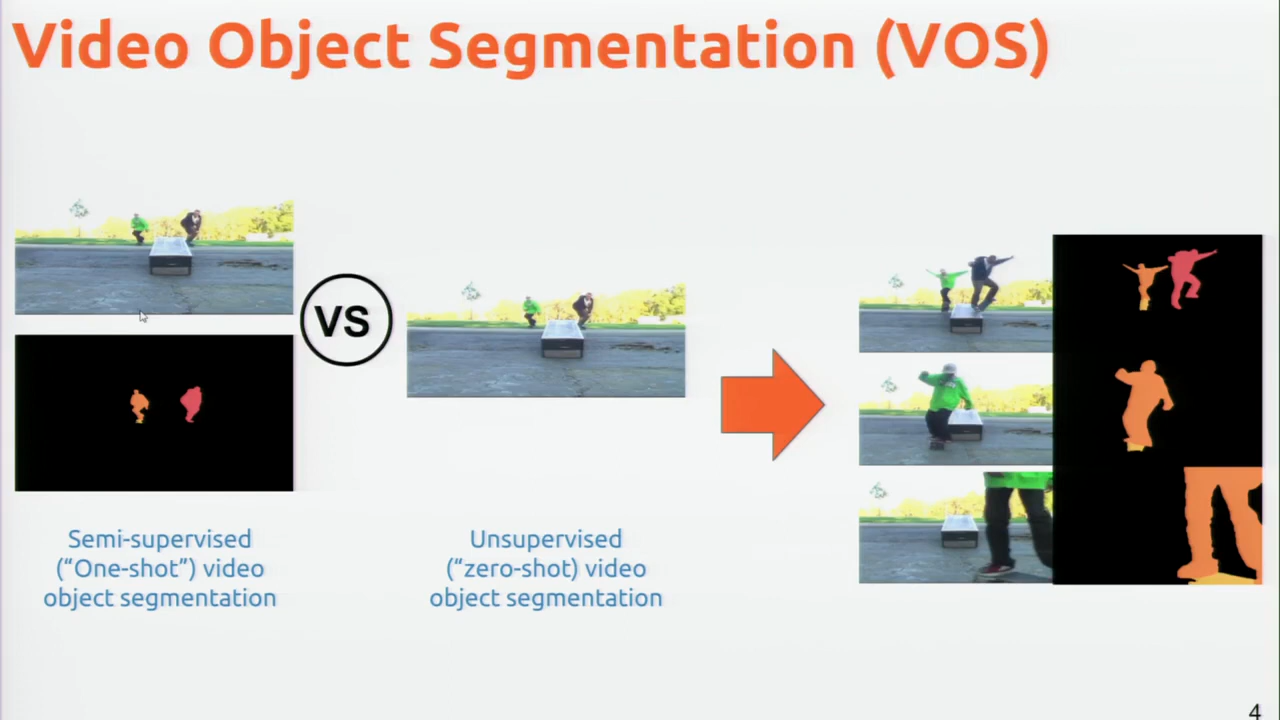 Video Object Segmentation (VOS)
VS
Semi-supervised
(“One-shot”) video
object segmentation
Unsupervised
(“zero-shot) video
object segmentation
4